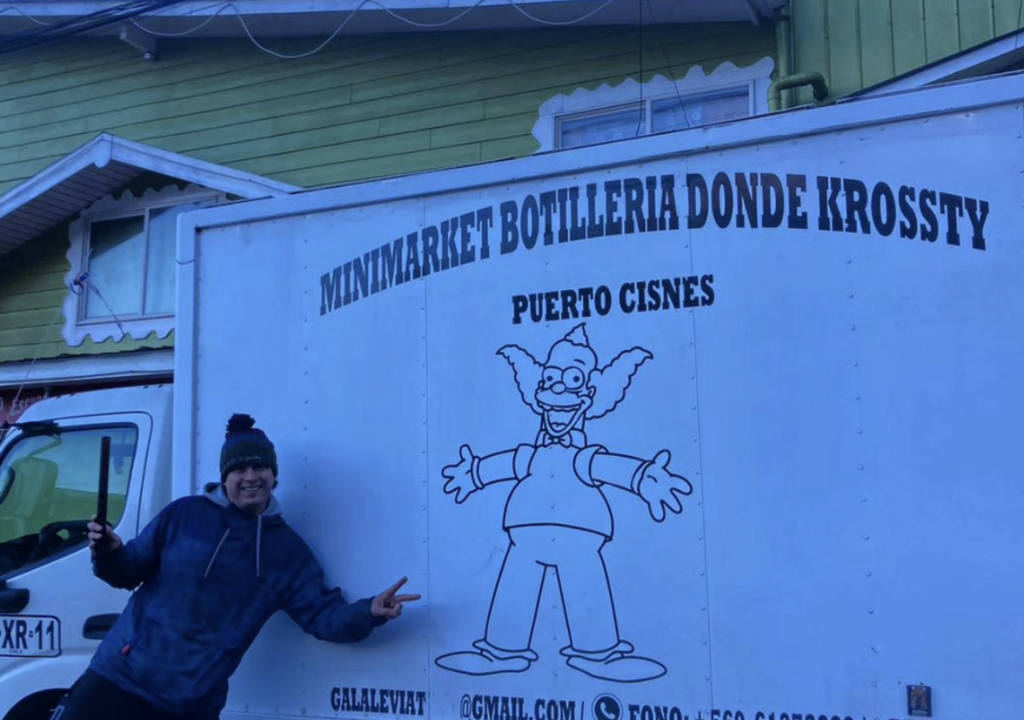 MINIMARKET BOTILLERIA DONDE KROSSTY
PUERTO CISNES
XR-11
GALALEVIAT @GMAIL.COM / FONO: